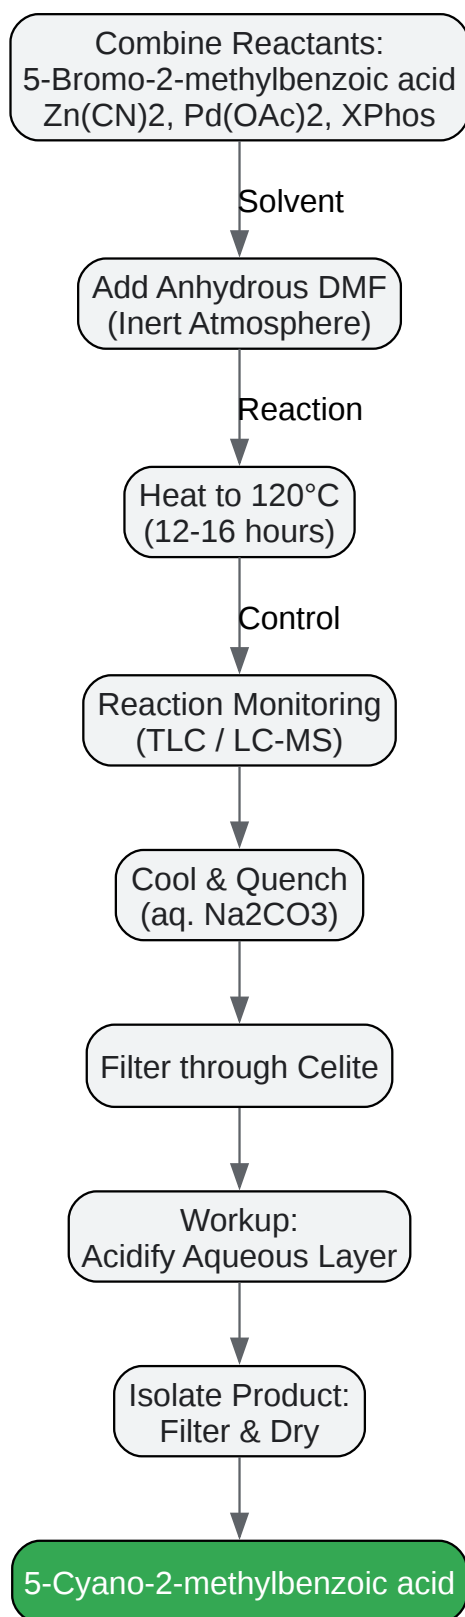 Combine Reactants:
5-Bromo-2-methylbenzoic acid
Zn(CN)2, Pd(OAc)2, XPhos
Solvent
Add Anhydrous DMF
(Inert Atmosphere)
Reaction
Heat to 120°C
(12-16 hours)
Control
Reaction Monitoring
(TLC / LC-MS)
Cool & Quench
(aq. Na2CO3)
Filter through Celite
Workup:
Acidify Aqueous Layer
Isolate Product:
Filter & Dry
5-Cyano-2-methylbenzoic acid